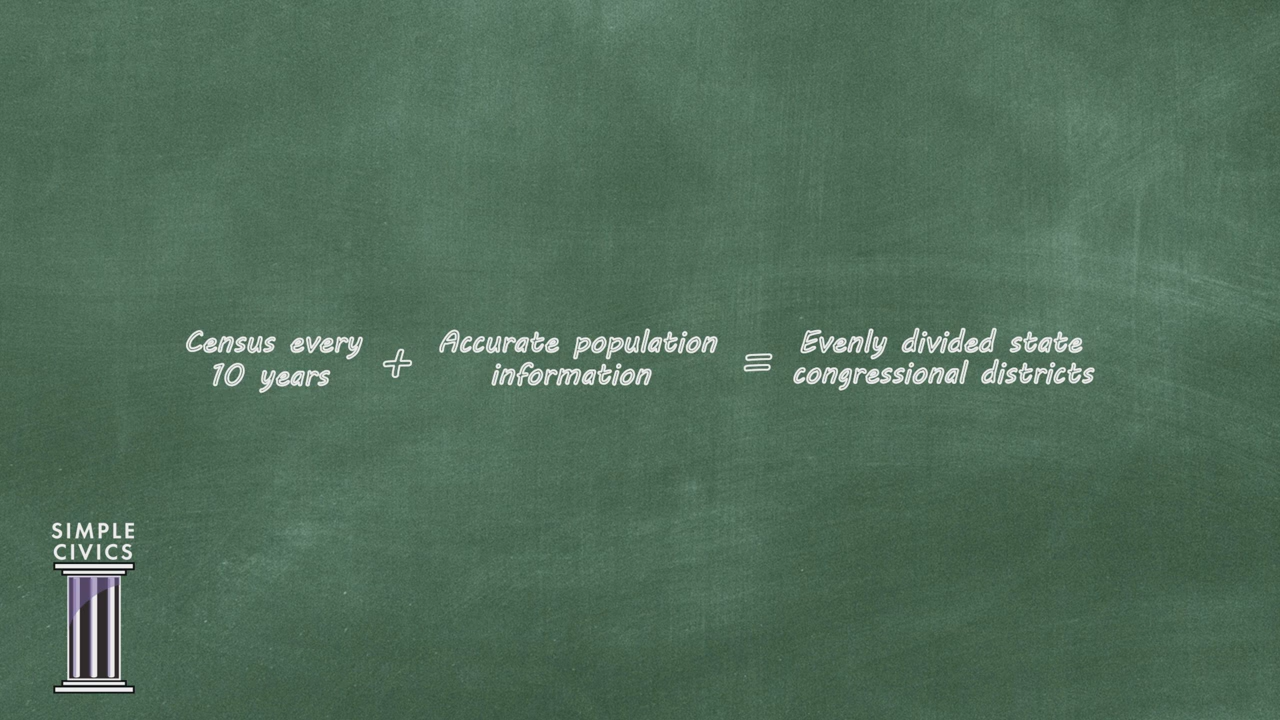 Census every
10 years
+
Accurate population
information
=
Evenly divided state
congressional districts
SIMPLE
CIVICS